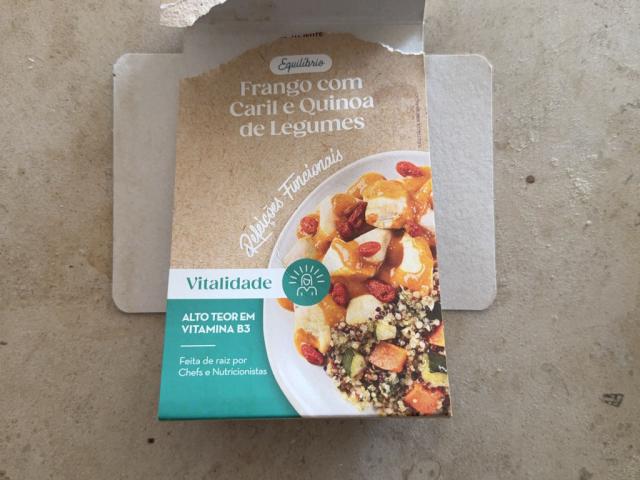 Equilíbrio
Frango com
Caril e Quinoa
de Legumes
Refeições Funcionais
Vitalidade
ALTO TEOR EM
VITAMINA B3
Feita de raiz por
Chefs e Nutricionistas